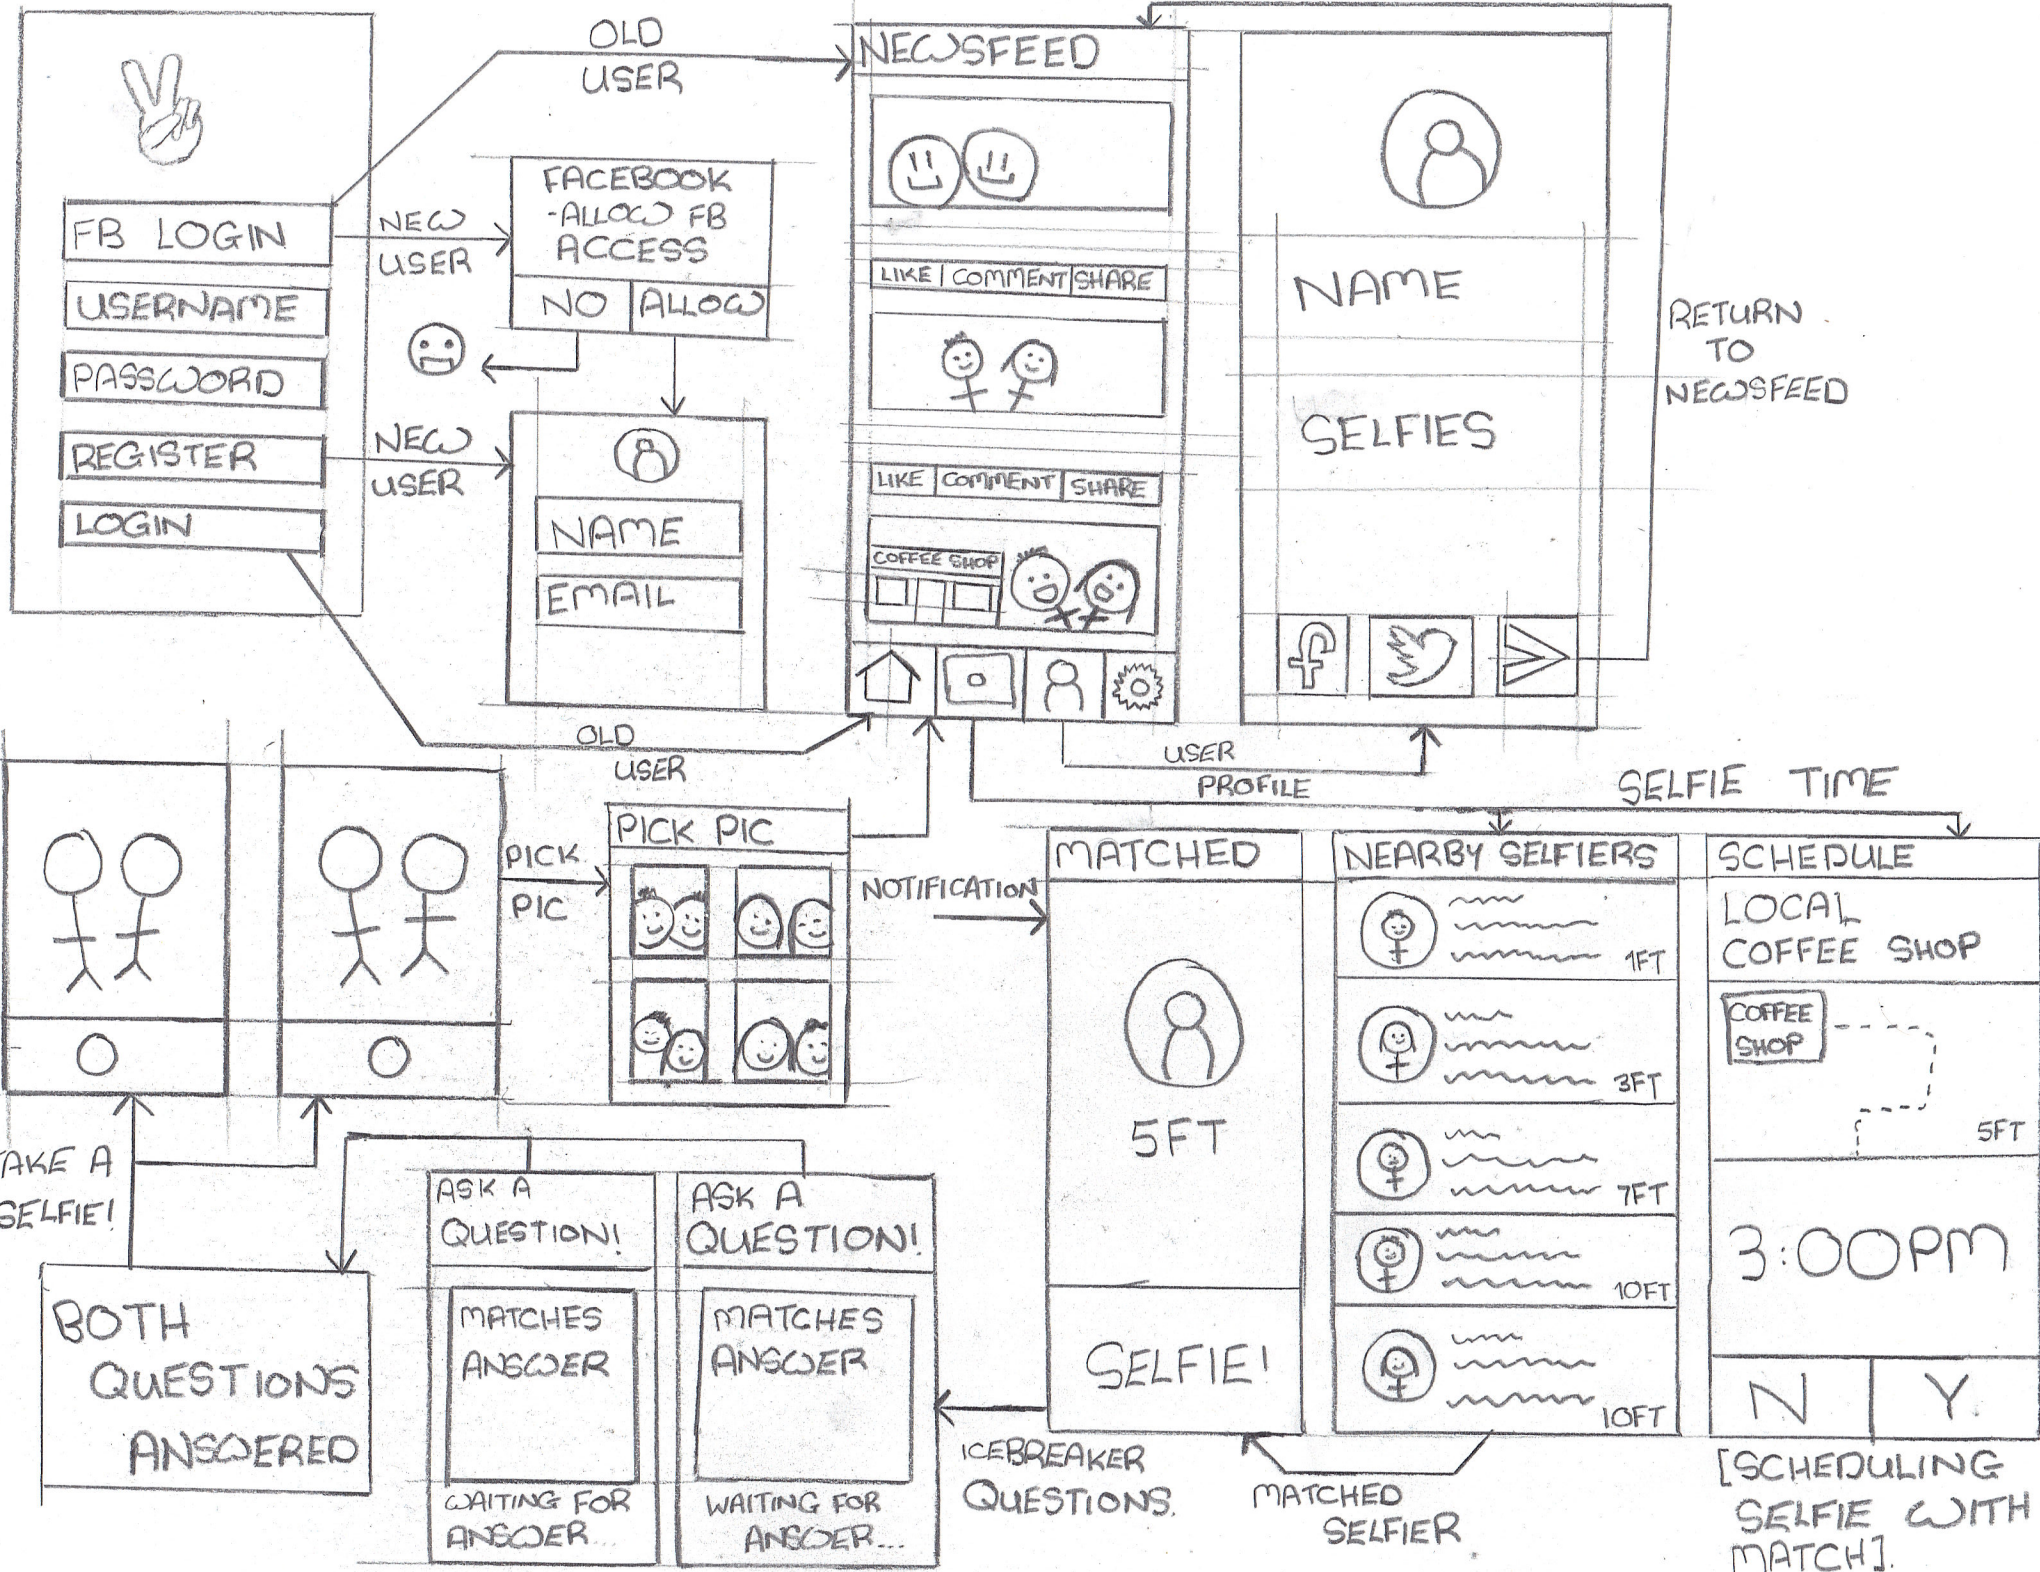 OLD
USER
FB LOGIN
USERNAME
PASSWORD
REGISTER
LOGIN
NEW
USER
FACEBOOK
-ALLOW FB
ACCESS
NO
ALLOW
NEW
USER
NAME
EMAIL
OLD
USER
NEWSFEED
LIKE
COMMENT
SHARE
LIKE
COMMENT
SHARE
COFFEE SHOP
NAME
SELFIES
RETURN
TO
NEWSFEED
USER
PROFILE
SELFIE TIME
PICK
PIC
PICK PIC
NOTIFICATION
MATCHED
5FT
SELFIE!
NEARBY SELFIERS
1FT
3FT
7FT
10FT
10FT
SCHEDULE
LOCAL
COFFEE SHOP
COFFEE
SHOP
5FT
3:00PM
N
Y
[SCHEDULING
SELFIE WITH
MATCH].
MATCHED
SELFIER
ICEBREAKER
QUESTIONS.
ASK A
QUESTION!
MATCHES
ANSWER
WAITING FOR
ANSWER...
ASK A
QUESTION!
MATCHES
ANSWER
WAITING FOR
ANSWER...
BOTH
QUESTIONS
ANSWERED
TAKE A
SELFIE!